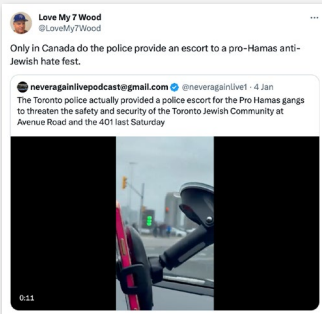 Love My 7 Wood
@LoveMy7Wood
Only in Canada do the police provide an escort to a pro-Hamas anti-
Jewish hate fest.
neveragainlivepodcast@gmail.com @neveragainlive1 · 4 Jan
The Toronto police actually provided a police escort for the Pro Hamas gangs
to threaten the safety and security of the Toronto Jewish Community at
Avenue Road and the 401 last Saturday
0:11